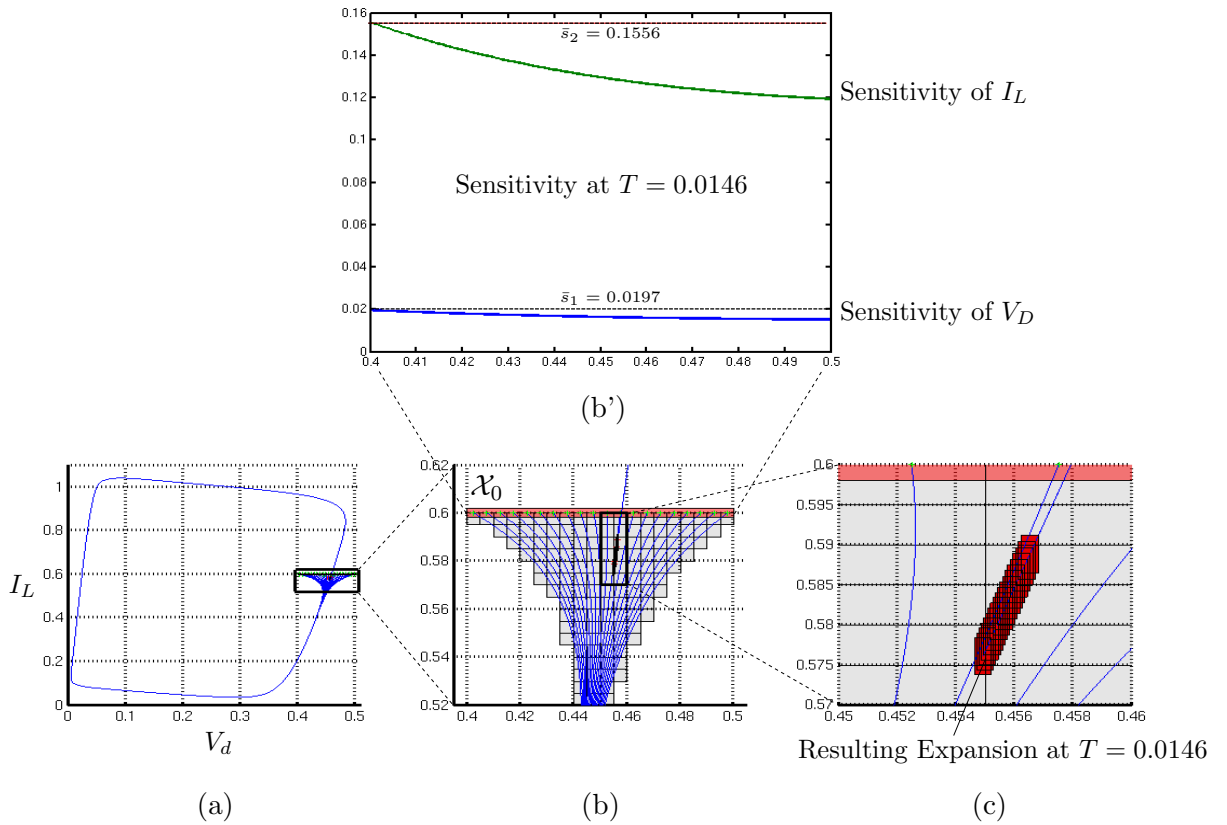 0.16
0.14
0.12
0.1
0.08
0.06
0.04
0.02
0
s̄₂ = 0.1556
Sensitivity of I_L
Sensitivity at T = 0.0146
s̄₁ = 0.0197
Sensitivity of V_D
0.4 0.41 0.42 0.43 0.44 0.45 0.46 0.47 0.48 0.49 0.5
(b')
I_L
1
0.8
0.6
0.4
0.2
0
0 0.1 0.2 0.3 0.4 0.5
V_d
(a)
𝒳₀
0.62
0.6
0.58
0.56
0.54
0.52
0.4 0.42 0.44 0.46 0.48 0.5
(b)
0.6
0.595
0.59
0.585
0.58
0.575
0.57
0.45 0.452 0.454 0.456 0.458 0.46
Resulting Expansion at T = 0.0146
(c)